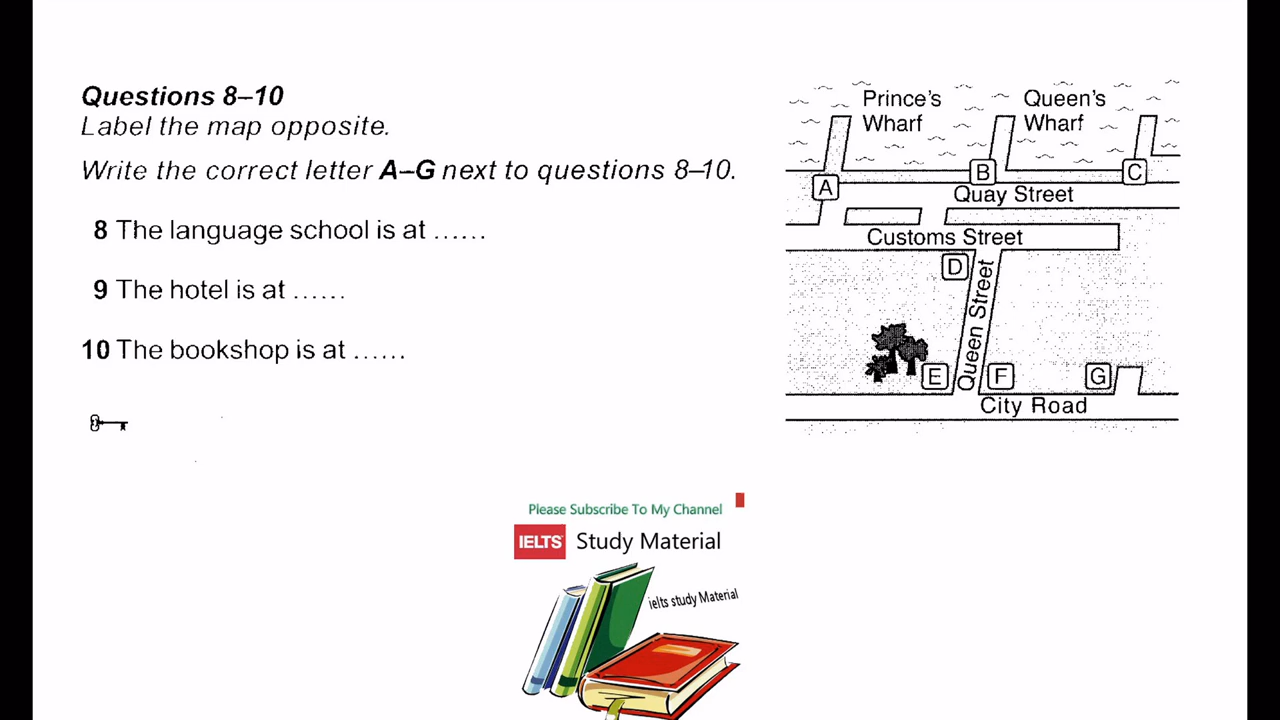 Questions 8–10
Label the map opposite.
Write the correct letter A–G next to questions 8–10.
8 The language school is at ......
9 The hotel is at ......
10 The bookshop is at ......
Prince's
Wharf
Queen's
Wharf
A
B
C
Quay Street
Customs Street
D
Queen Street
E
F
G
City Road
Please Subscribe To My Channel
IELTS Study Material
ielts study Material